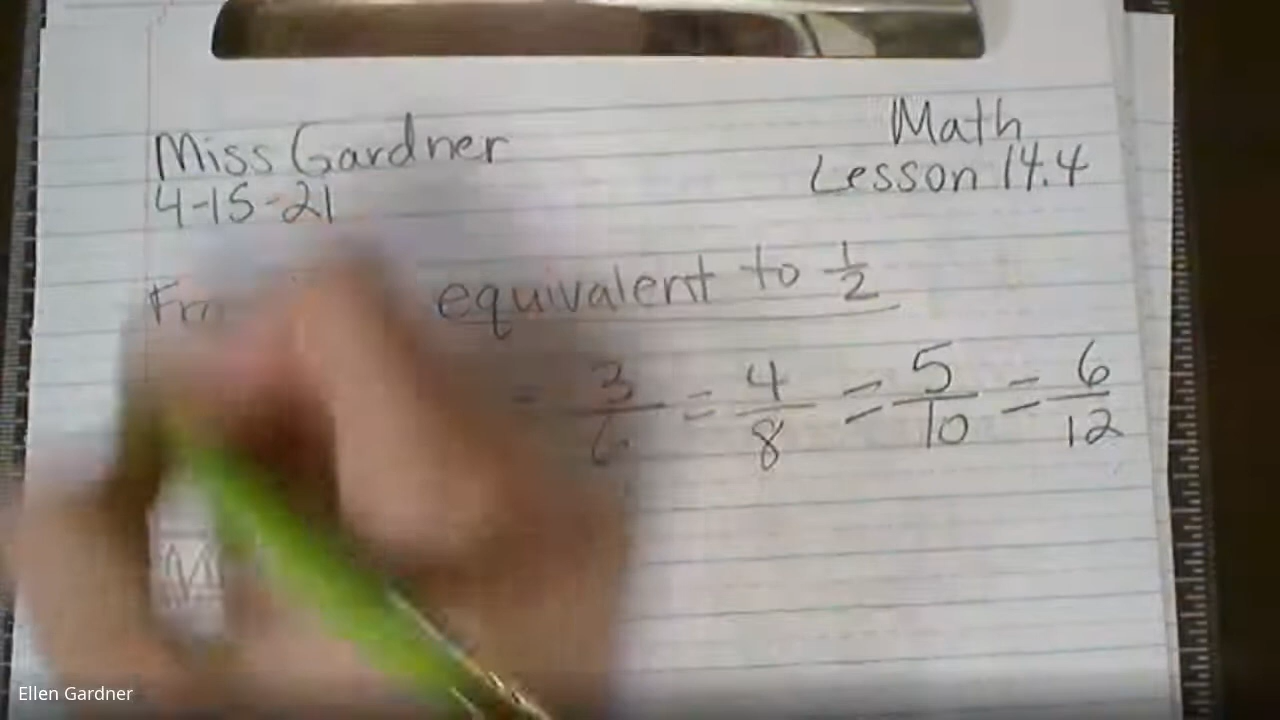 Miss Gardner
Math
4-15-21
Lesson 14.4
equivalent to 1/2
= 3/6 = 4/8 = 5/10 = 6/12
Ellen Gardner